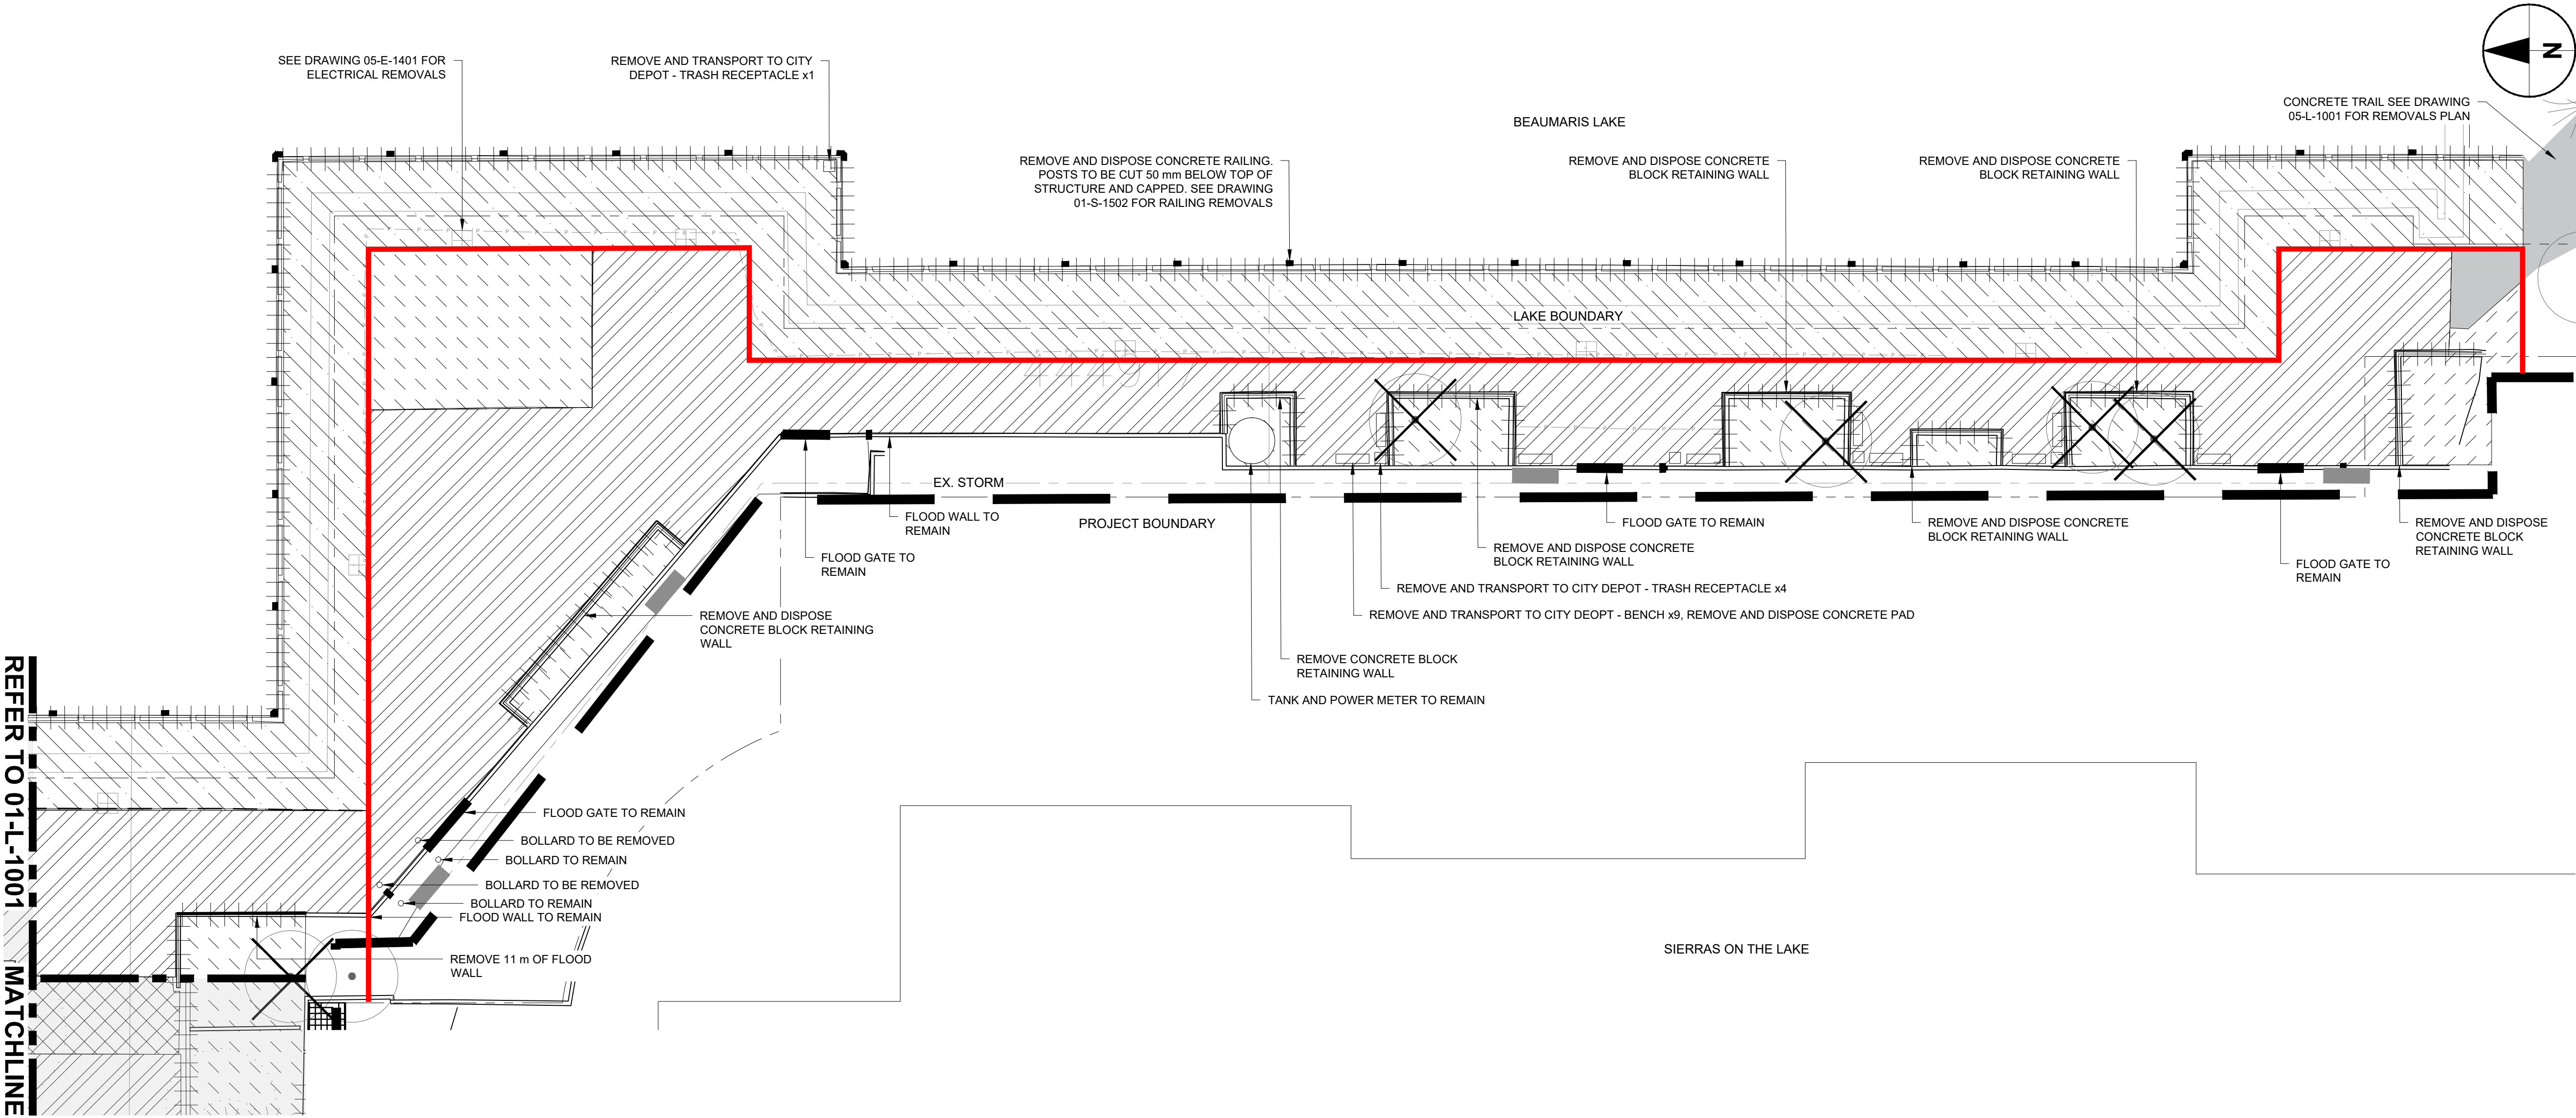 N
SEE DRAWING 05-E-1401 FOR
ELECTRICAL REMOVALS
REMOVE AND TRANSPORT TO CITY
DEPOT - TRASH RECEPTACLE x1
BEAUMARIS LAKE
CONCRETE TRAIL SEE DRAWING
05-L-1001 FOR REMOVALS PLAN
REMOVE AND DISPOSE CONCRETE RAILING.
POSTS TO BE CUT 50 mm BELOW TOP OF
STRUCTURE AND CAPPED. SEE DRAWING
01-S-1502 FOR RAILING REMOVALS
REMOVE AND DISPOSE CONCRETE
BLOCK RETAINING WALL
REMOVE AND DISPOSE CONCRETE
BLOCK RETAINING WALL
LAKE BOUNDARY
EX. STORM
FLOOD WALL TO
REMAIN
PROJECT BOUNDARY
FLOOD GATE TO REMAIN
REMOVE AND DISPOSE CONCRETE
BLOCK RETAINING WALL
REMOVE AND DISPOSE
CONCRETE BLOCK
RETAINING WALL
FLOOD GATE TO
REMAIN
REMOVE AND DISPOSE CONCRETE
BLOCK RETAINING WALL
FLOOD GATE TO
REMAIN
REMOVE AND TRANSPORT TO CITY DEPOT - TRASH RECEPTACLE x4
REMOVE AND TRANSPORT TO CITY DEOPT - BENCH x9, REMOVE AND DISPOSE CONCRETE PAD
REMOVE AND DISPOSE
CONCRETE BLOCK RETAINING
WALL
REMOVE CONCRETE BLOCK
RETAINING WALL
TANK AND POWER METER TO REMAIN
FLOOD GATE TO REMAIN
BOLLARD TO BE REMOVED
BOLLARD TO REMAIN
BOLLARD TO BE REMOVED
BOLLARD TO REMAIN
FLOOD WALL TO REMAIN
REMOVE 11 m OF FLOOD
WALL
SIERRAS ON THE LAKE
REFER TO 01-L-1001 MATCHLINE